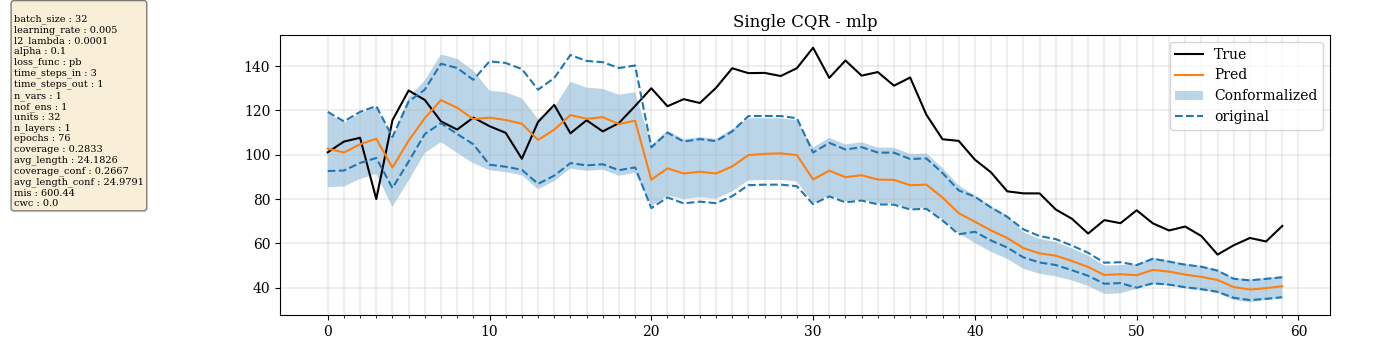 batch_size : 32
learning_rate : 0.005
l2_lambda : 0.0001
alpha : 0.1
loss_func : pb
time_steps_in : 3
time_steps_out : 1
n_vars : 1
nof_ens : 1
units : 32
n_layers : 1
epochs : 76
coverage : 0.2833
avg_length : 24.1826
coverage_conf : 0.2667
avg_length_conf : 24.9791
mis : 600.44
cwc : 0.0
Single CQR - mlp
True
Pred
Conformalized
original
140
120
100
80
60
40
0 10 20 30 40 50 60